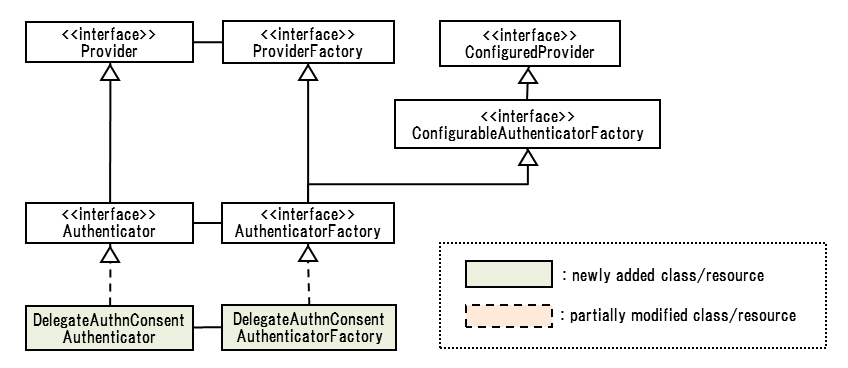 <<interface>>
Provider
<<interface>>
ProviderFactory
<<interface>>
ConfiguredProvider
<<interface>>
ConfigurableAuthenticatorFactory
<<interface>>
Authenticator
<<interface>>
AuthenticatorFactory
DelegateAuthnConsent
Authenticator
DelegateAuthnConsent
AuthenticatorFactory
: newly added class/resource
: partially modified class/resource